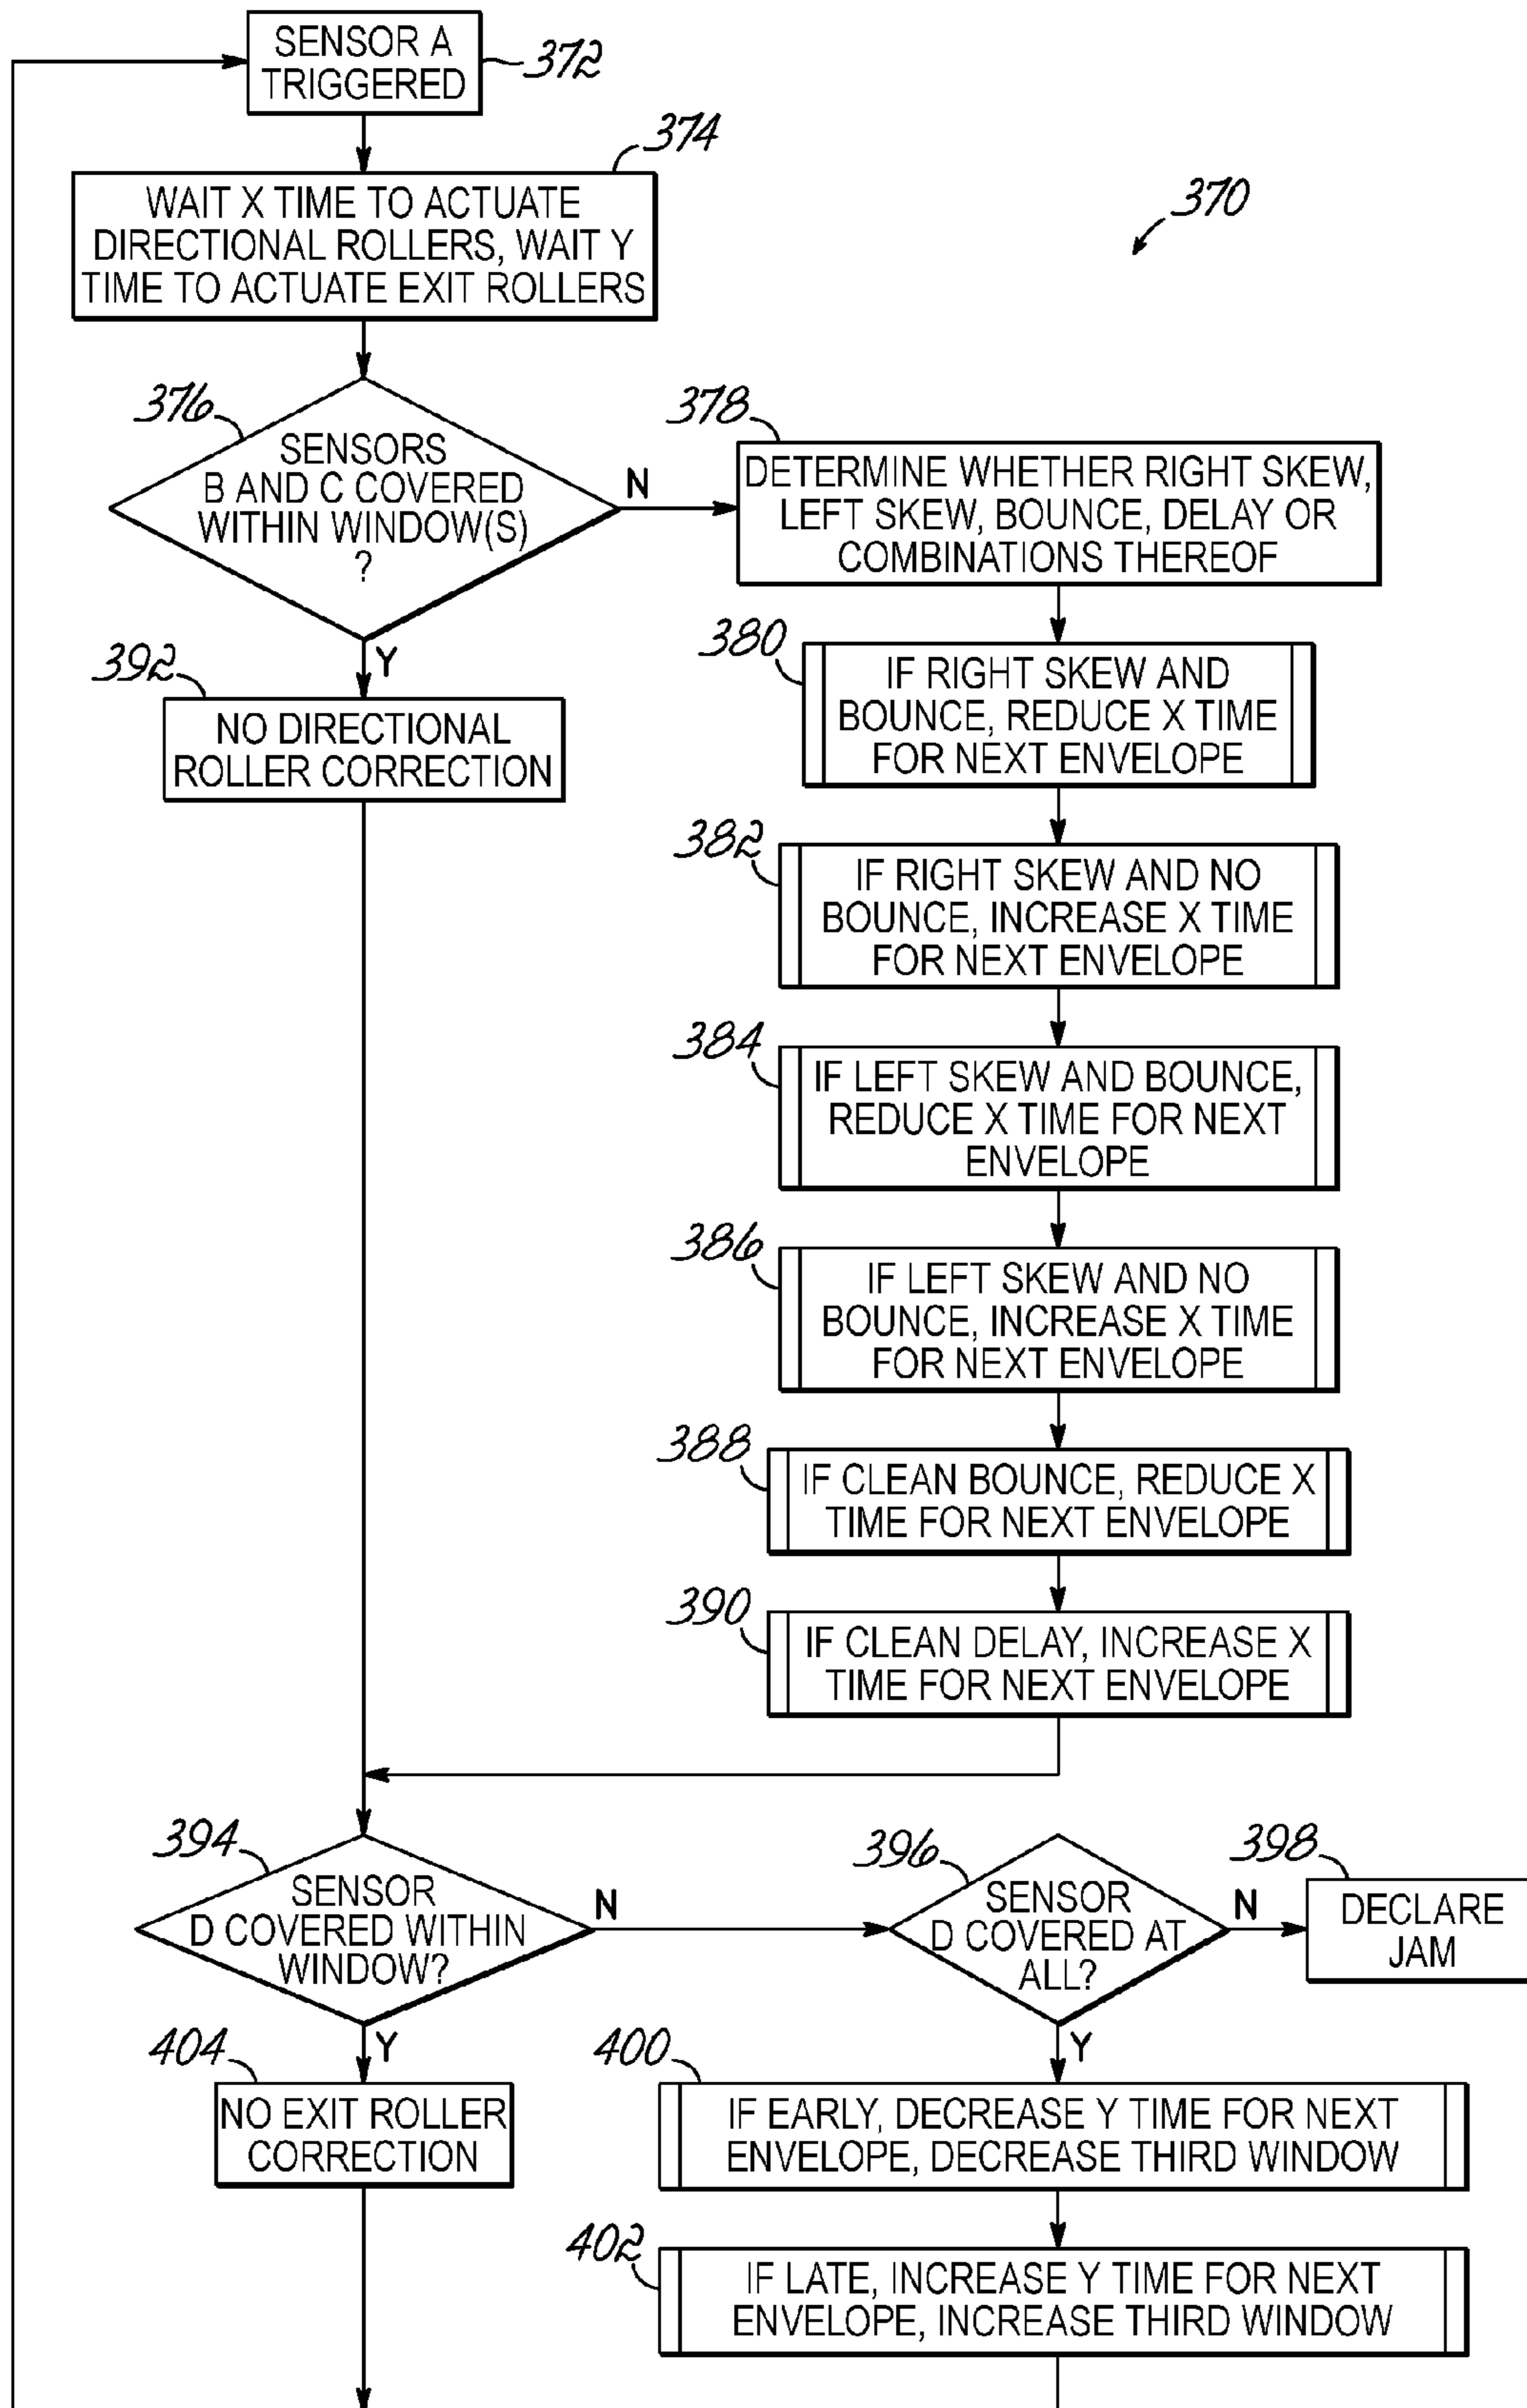 SENSOR A
TRIGGERED
372
374
WAIT X TIME TO ACTUATE
DIRECTIONAL ROLLERS, WAIT Y
TIME TO ACTUATE EXIT ROLLERS
370
376
SENSORS
B AND C COVERED
WITHIN WINDOW(S)
?
N
Y
378
DETERMINE WHETHER RIGHT SKEW,
LEFT SKEW, BOUNCE, DELAY OR
COMBINATIONS THEREOF
392
NO DIRECTIONAL
ROLLER CORRECTION
380
IF RIGHT SKEW AND
BOUNCE, REDUCE X TIME
FOR NEXT ENVELOPE
382
IF RIGHT SKEW AND NO
BOUNCE, INCREASE X TIME
FOR NEXT ENVELOPE
384
IF LEFT SKEW AND BOUNCE,
REDUCE X TIME FOR NEXT
ENVELOPE
386
IF LEFT SKEW AND NO
BOUNCE, INCREASE X TIME
FOR NEXT ENVELOPE
388
IF CLEAN BOUNCE, REDUCE X
TIME FOR NEXT ENVELOPE
390
IF CLEAN DELAY, INCREASE X
TIME FOR NEXT ENVELOPE
394
SENSOR
D COVERED WITHIN
WINDOW?
N
Y
396
SENSOR
D COVERED AT
ALL?
N
Y
398
DECLARE
JAM
404
NO EXIT ROLLER
CORRECTION
400
IF EARLY, DECREASE Y TIME FOR NEXT
ENVELOPE, DECREASE THIRD WINDOW
402
IF LATE, INCREASE Y TIME FOR NEXT
ENVELOPE, INCREASE THIRD WINDOW